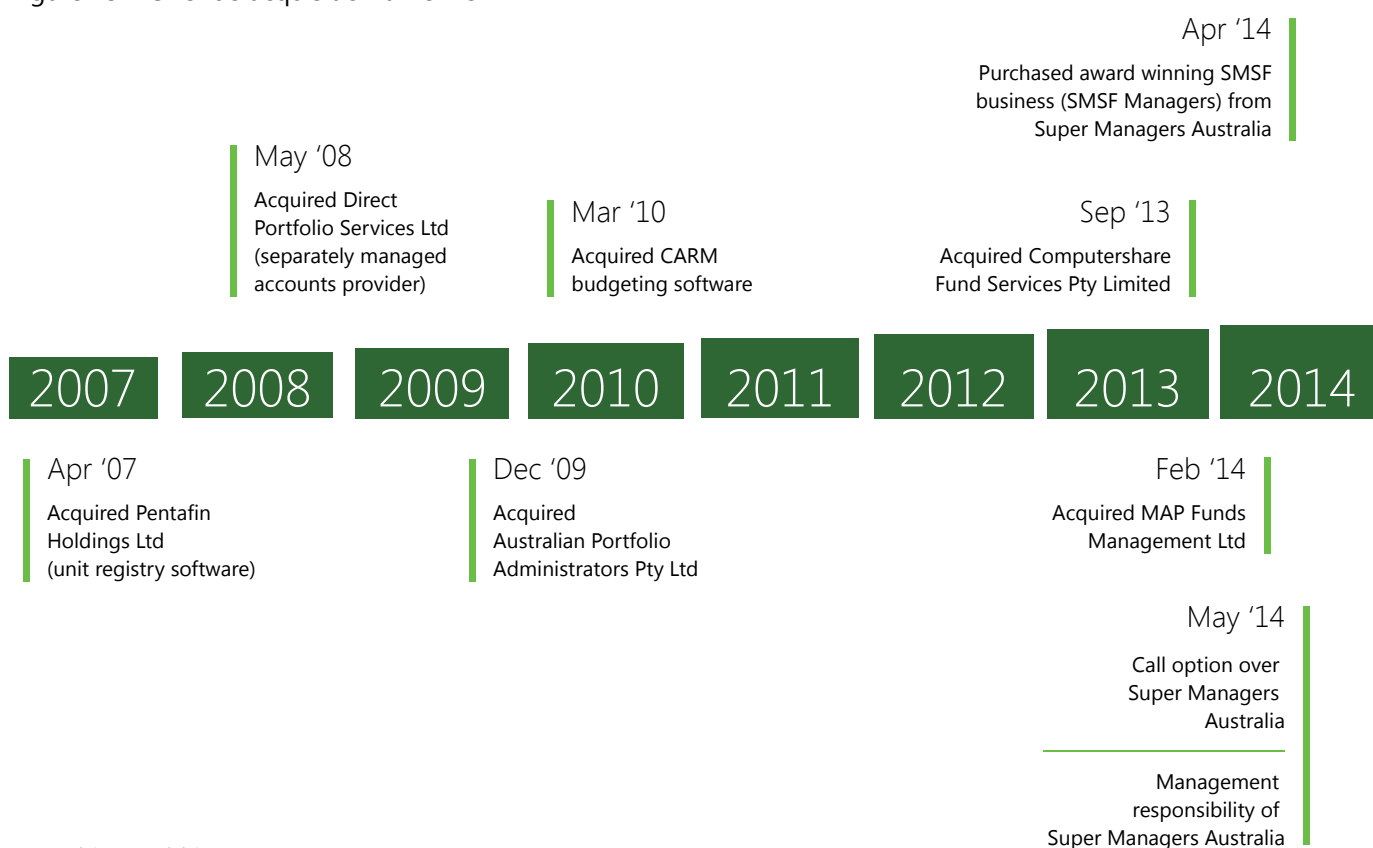 Apr ‘14
Purchased award winning SMSF
business (SMSF Managers) from
Super Managers Australia
May ‘08
Acquired Direct
Portfolio Services Ltd
(separately managed
accounts provider)
Mar ‘10
Acquired CARM
budgeting software
Sep ‘13
Acquired Computershare
Fund Services Pty Limited
2007 2008 2009 2010 2011 2012 2013 2014
Apr ‘07
Acquired Pentafin
Holdings Ltd
(unit registry software)
Dec ‘09
Acquired
Australian Portfolio
Administrators Pty Ltd
Feb ‘14
Acquired MAP Funds
Management Ltd
May ‘14
Call option over
Super Managers
Australia
Management
responsibility of
Super Managers Australia